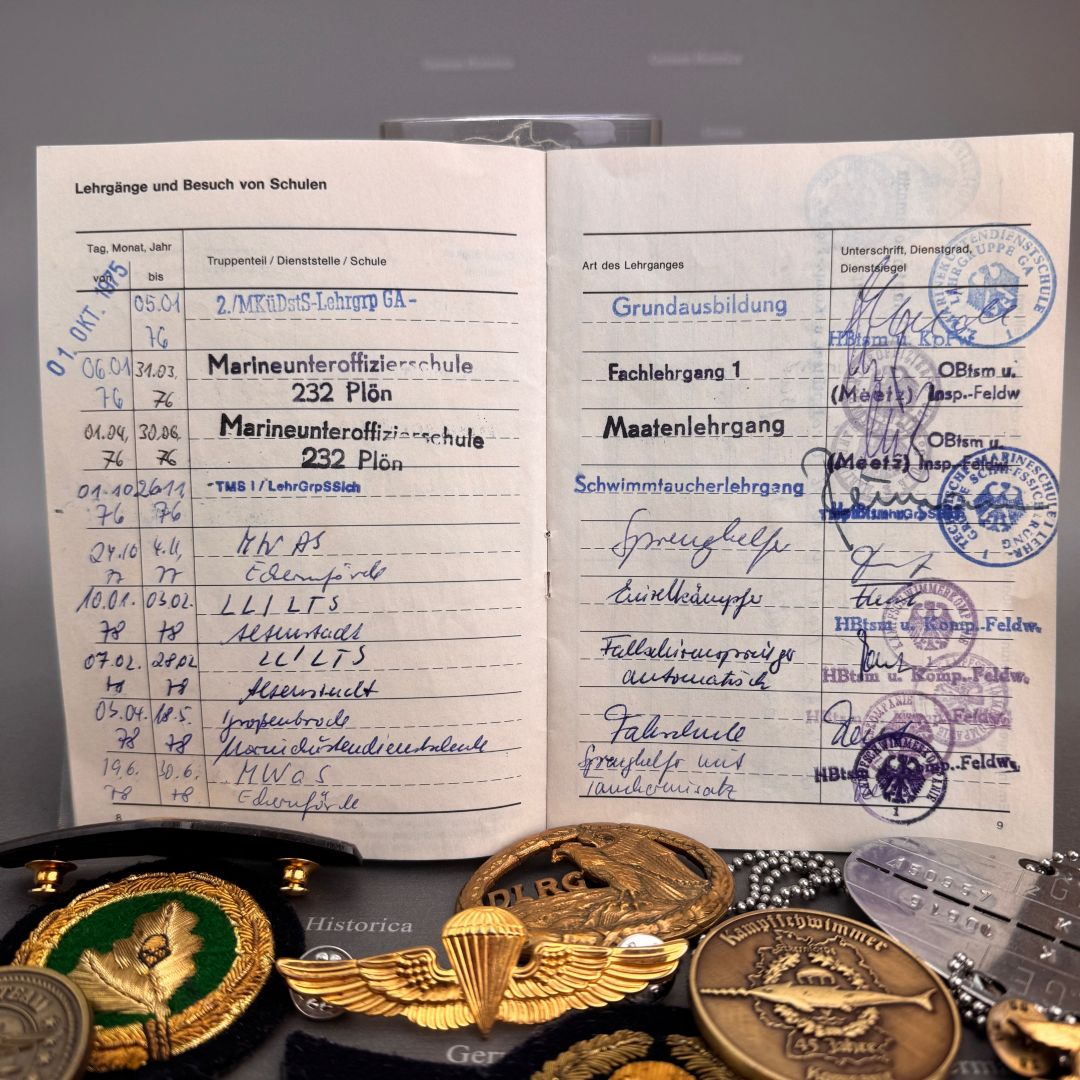 Lehrgänge und Besuch von Schulen
Tag, Monat, Jahr
von bis
Truppenteil / Dienststelle / Schule
Art des Lehrganges
Unterschrift, Dienstgrad,
Dienstsiegel
01. OKT. 1975
05.01
76
2./MKüDstS-Lehrgrp GA-
Grundausbildung
HBtsm u. KpFw.
06.01 31.03.
76 76
Marineunteroffizierschule
232 Plön
Fachlehrgang 1
OBtsm u.
(Meetz) Insp.-Feldw
01.04. 30.06.
76 76
Marineunteroffizierschule
232 Plön
Maatenlehrgang
OBtsm u.
(Meetz) Insp.-Feldw
01.10 26.11
76 76
-TMS I / LehrGrpSSich
Schwimmtaucherlehrgang
24.10 4.11.
77 77
MWAS
Eckernförde
Sprenghelfer
10.01. 03.02.
78 78
LL/LTS
Altenstadt
Einzelkämpfer
HBtsm u. Komp.-Feldw.
07.02. 28.02
78 78
LL/LTS
Altenstadt
Fallschirmspringer
automatisch
HBtsm u. Komp.-Feldw.
03.04. 18.5.
78 78
Großenbrode
Marineküstendienstschule
Fahrschule
19.6. 30.6.
78 78
MWaS
Eckernförde
Sprenghelfer mit
Taucheinsatz
HBtsm u. Komp.-Feldw.
8
9
DLRG
Historica
Kampfschwimmer
45 Jahre